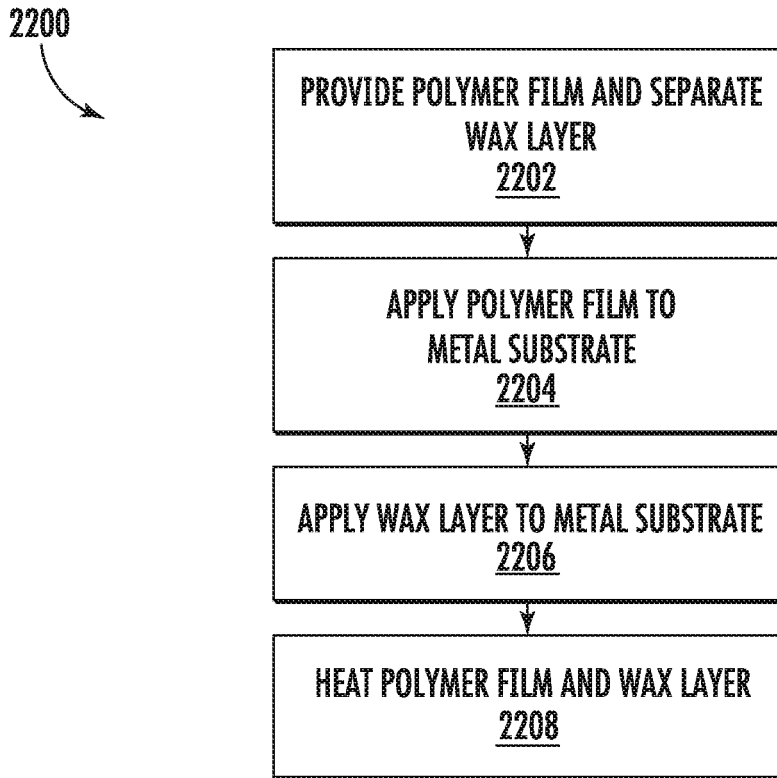 2200
PROVIDE POLYMER FILM AND SEPARATE
WAX LAYER
2202
APPLY POLYMER FILM TO
METAL SUBSTRATE
2204
APPLY WAX LAYER TO METAL SUBSTRATE
2206
HEAT POLYMER FILM AND WAX LAYER
2208